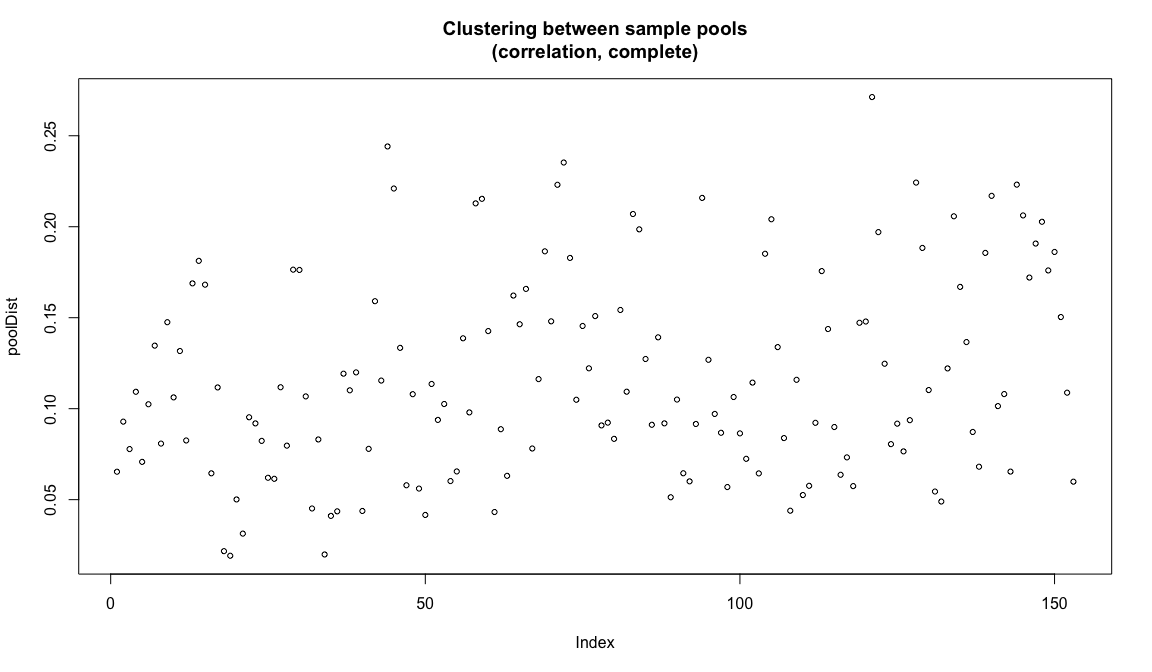 Clustering between sample pools
(correlation, complete)
0.25
0.20
0.15
0.10
0.05
poolDist
0 50 100 150
Index